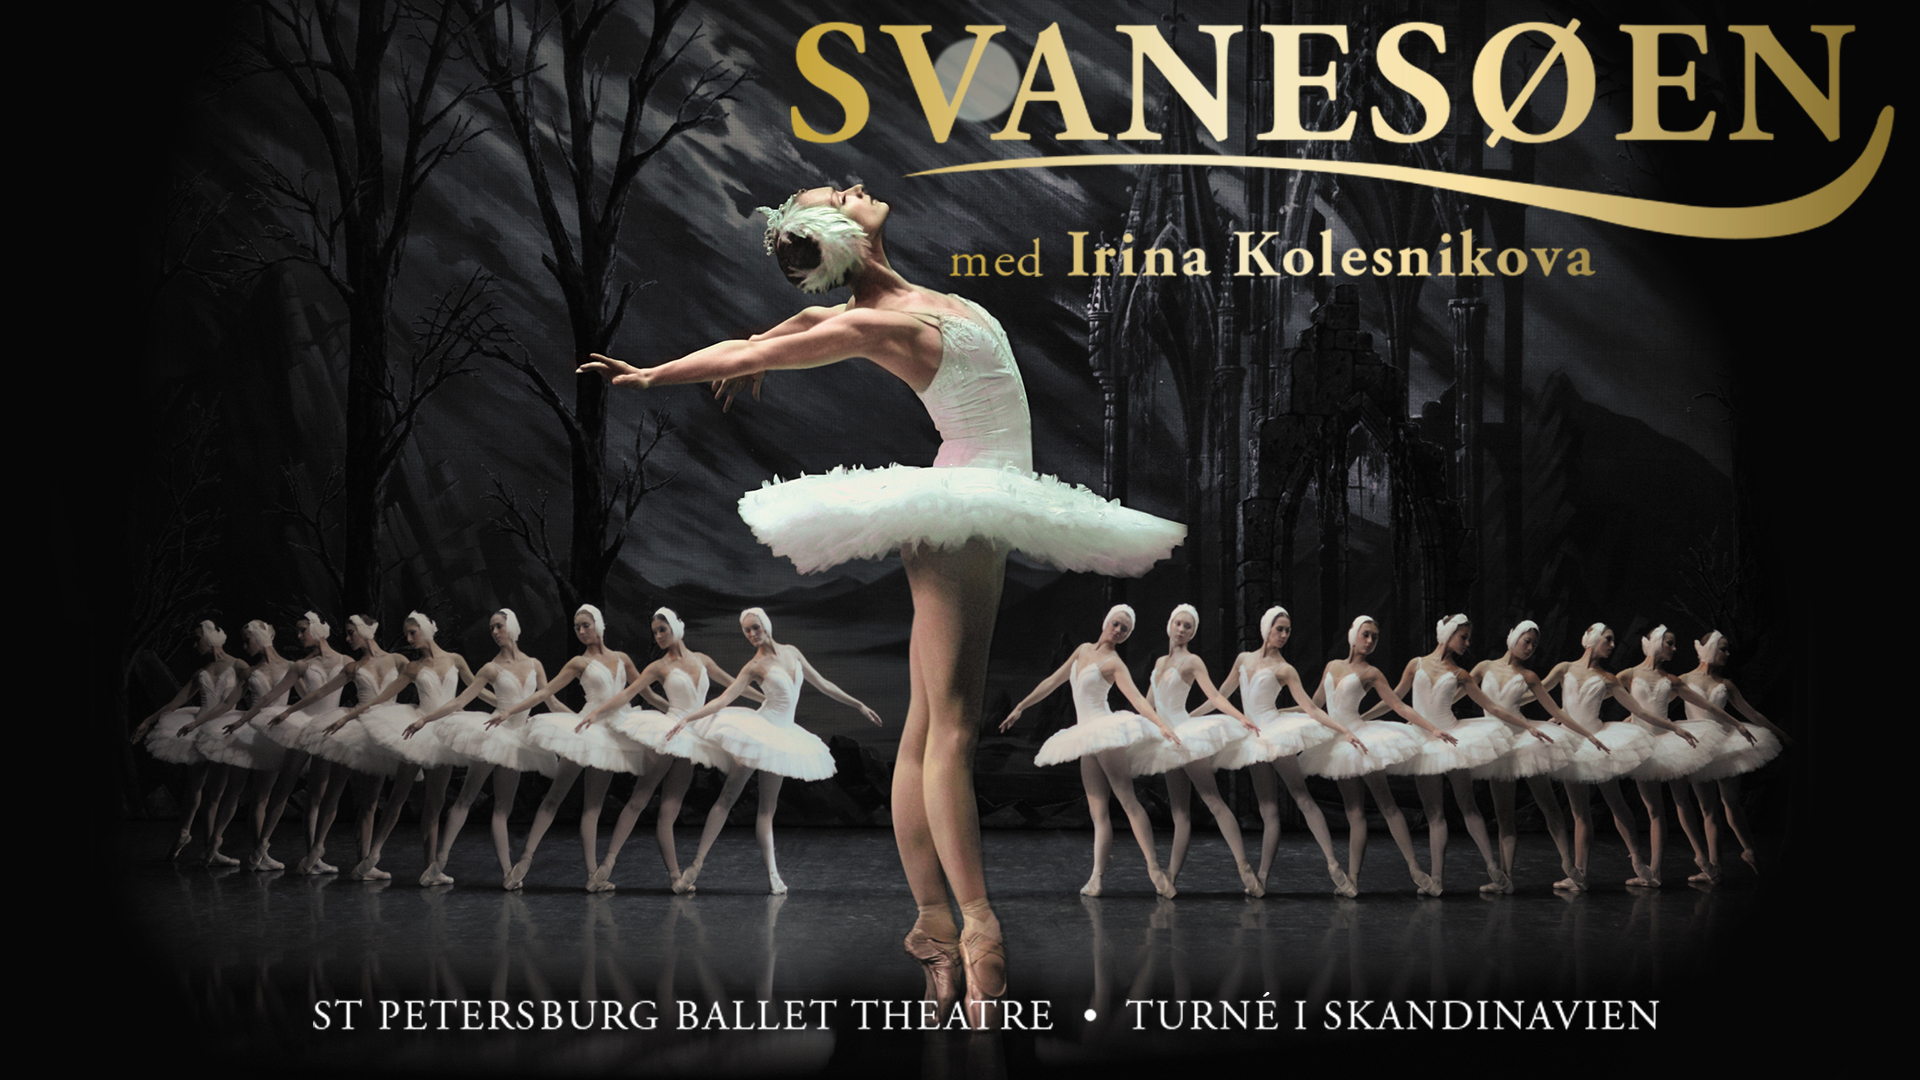 SVANESØEN
med Irina Kolesnikova
ST PETERSBURG BALLET THEATRE • TURNÉ I SKANDINAVIEN